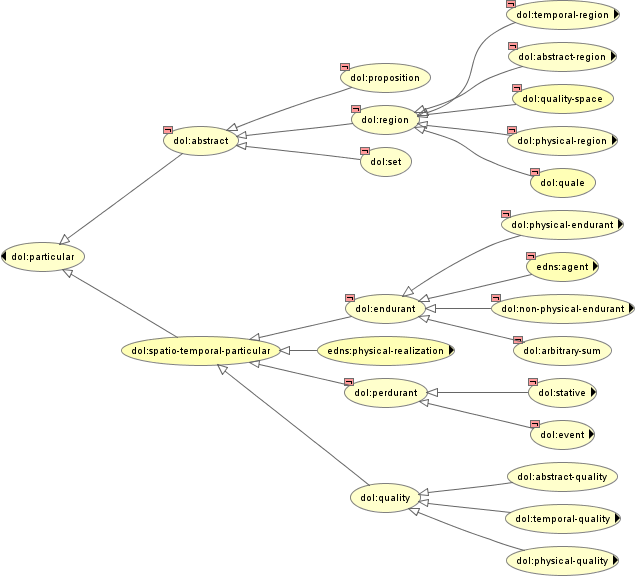 dol:temporal-region
dol:abstract-region
dol:proposition
dol:quality-space
dol:region
dol:abstract
dol:physical-region
dol:set
dol:quale
dol:physical-endurant
dol:particular
edns:agent
dol:endurant
dol:non-physical-endurant
dol:spatio-temporal-particular
edns:physical-realization
dol:arbitrary-sum
dol:perdurant
dol:stative
dol:event
dol:abstract-quality
dol:quality
dol:temporal-quality
dol:physical-quality